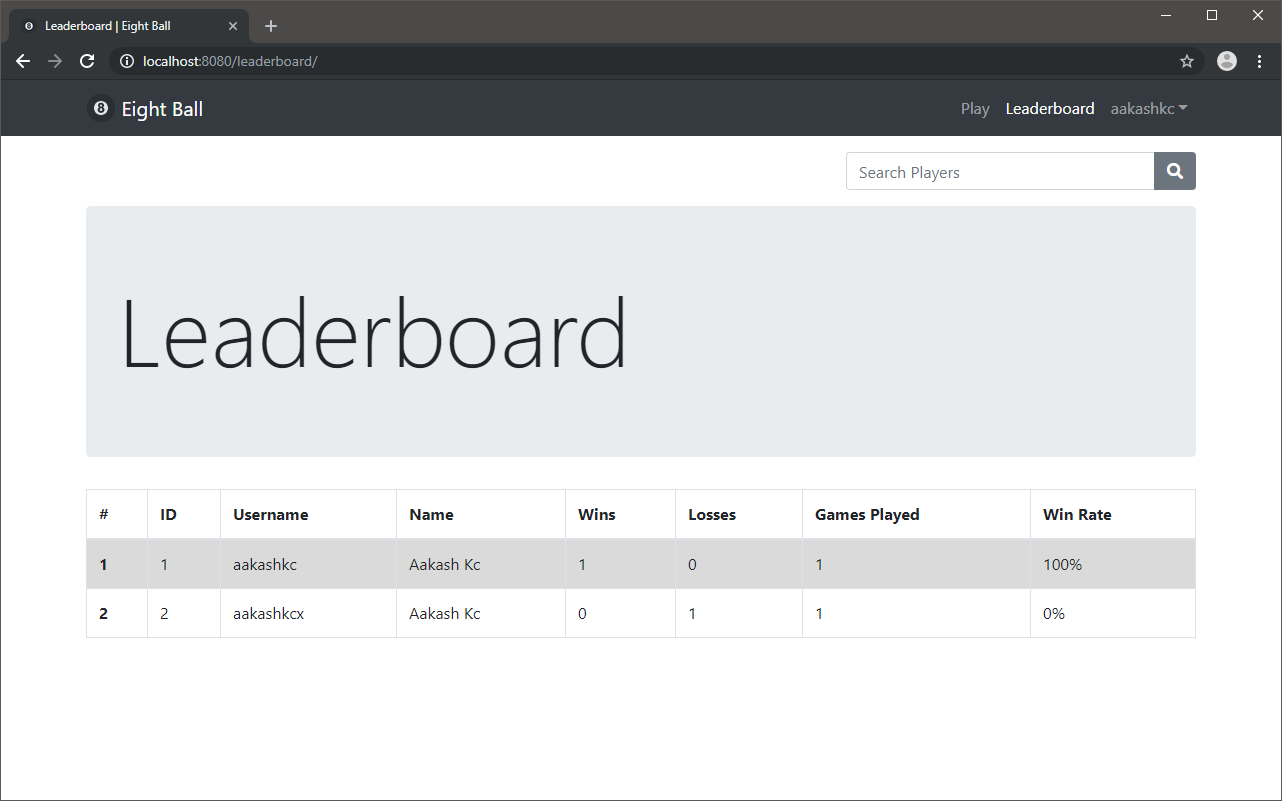 Leaderboard | Eight Ball
localhost:8080/leaderboard/
8 Eight Ball Play Leaderboard aakashkc
Search Players
Leaderboard
# ID Username Name Wins Losses Games Played Win Rate
1 1 aakashkc Aakash Kc 1 0 1 100%
2 2 aakashkcx Aakash Kc 0 1 1 0%